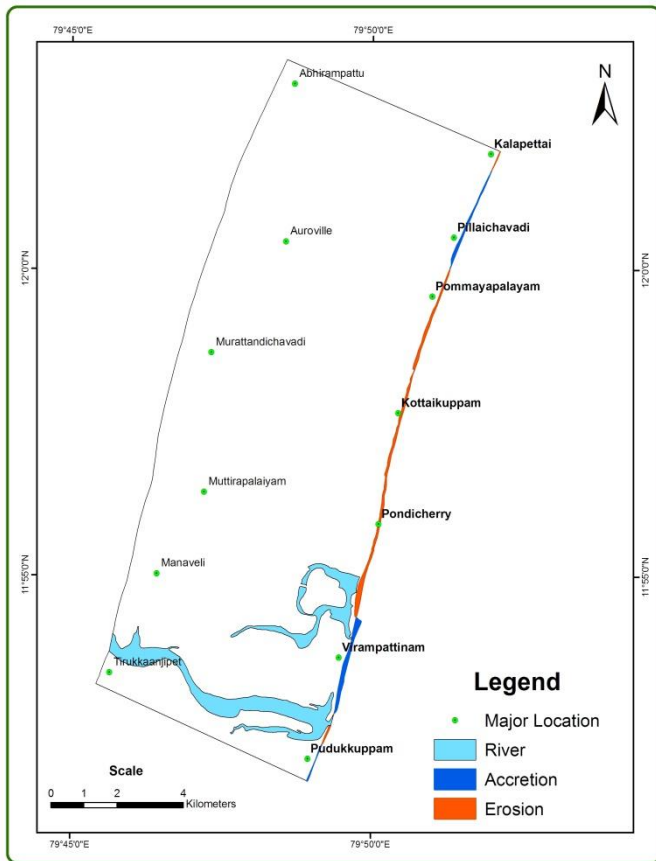 79°45'0"E 79°50'0"E
N
Abhirampattu
Kalapettai
Pillaichavadi
Auroville
12°0'0"N 12°0'0"N
Pommayapalayam
Murattandichavadi
Kottaikuppam
Muttirapalaiyam
Pondicherry
Manaveli
11°55'0"N 11°55'0"N
Virampattinam
Tirukkaanjipet
Pudukkuppam
Legend
Major Location
River
Accretion
Erosion
Scale
0 1 2 4
Kilometers
79°45'0"E 79°50'0"E